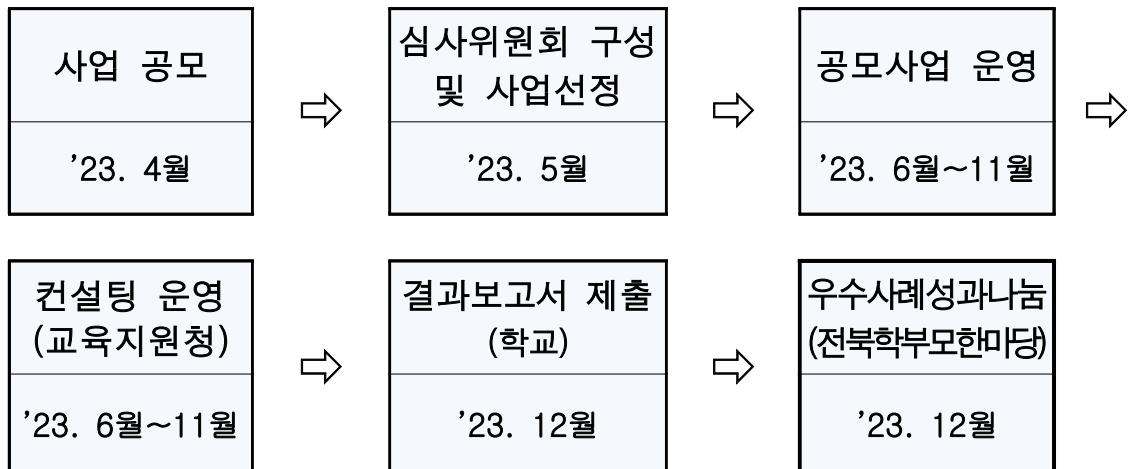 사업 공모
'23. 4월
⇨
심사위원회 구성
및 사업선정
'23. 5월
⇨
공모사업 운영
'23. 6월~11월
⇨
컨설팅 운영
(교육지원청)
'23. 6월~11월
⇨
결과보고서 제출
(학교)
'23. 12월
⇨
우수사례성과나눔
(전북학부모한마당)
'23. 12월